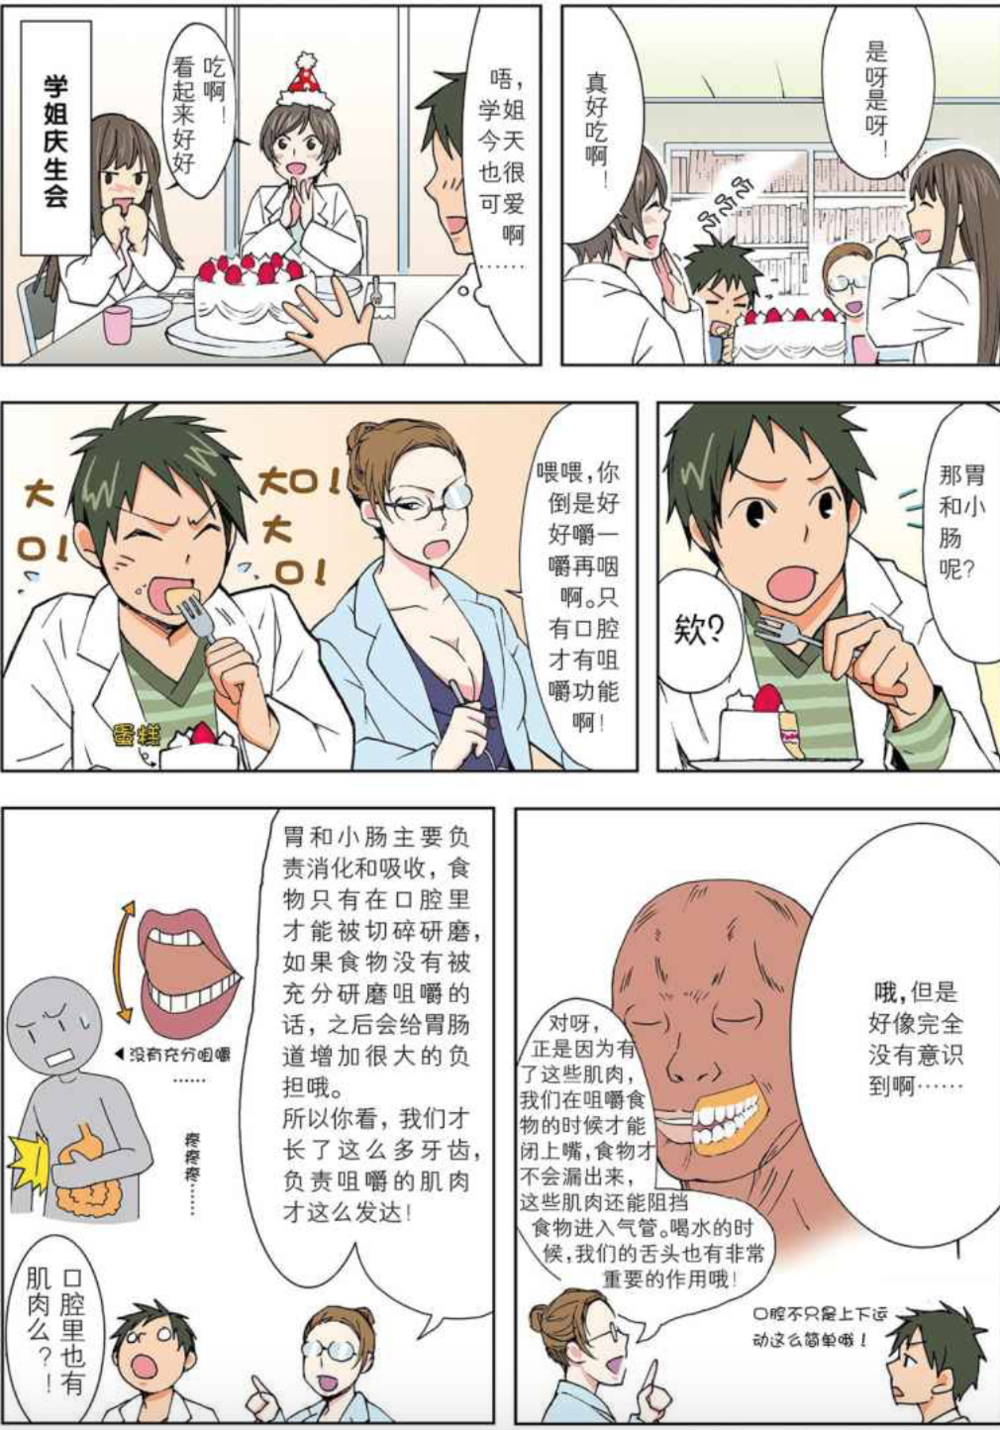 学姐庆生会
看起来好好
吃啊！
唔，
学姐
今天
也很
可爱
啊
……
真好吃啊！
是呀是呀！
大
口！
大口！
大
口！
蛋糕
喂喂，你
倒是好
好嚼一
嚼再咽
啊。只
有口腔
才有咀
嚼功能
啊！
那胃
和小
肠
呢？
欸？
胃和小肠主要负
责消化和吸收，食
物只有在口腔里
才能被切碎研磨，
如果食物没有被
充分研磨咀嚼的
话，之后会给胃肠
道增加很大的负
担哦。
所以你看，我们才
长了这么多牙齿，
负责咀嚼的肌肉
才这么发达！
◀没有充分咀嚼
……
疼疼疼……
肌肉么？！
口腔里也有
哦，但是
好像完全
没有意识
到啊……
对呀，
正是因为有
了这些肌肉，
我们在咀嚼食
物的时候才能
闭上嘴，食物才
不会漏出来，
这些肌肉还能阻挡
食物进入气管。喝水的时
候，我们的舌头也有非常
重要的作用哦！
口腔不只是上下运
动这么简单哦！